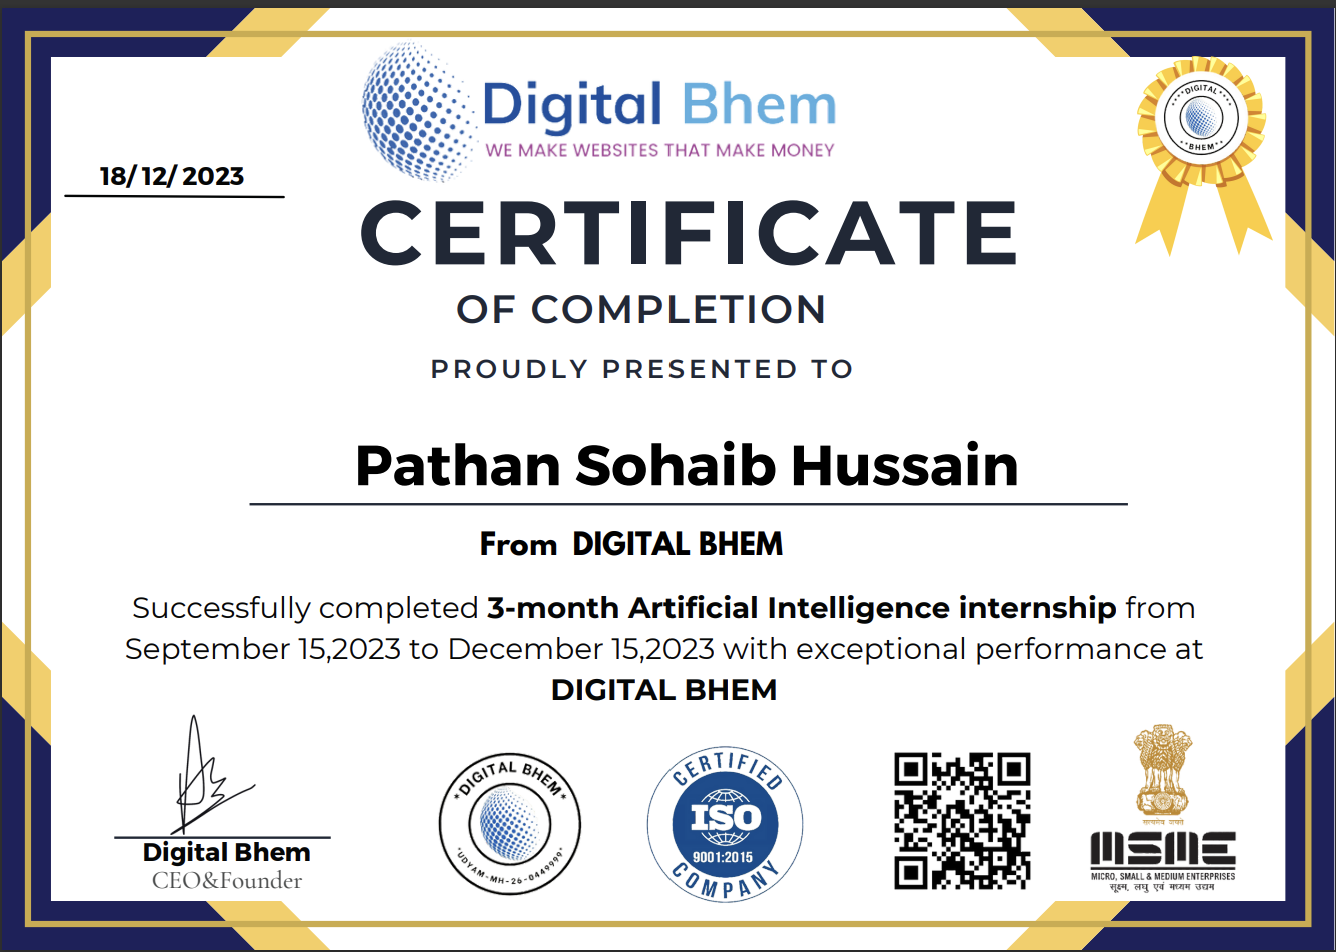 Digital Bhem
WE MAKE WEBSITES THAT MAKE MONEY
DIGITAL
BHEM
18/12/2023
CERTIFICATE
OF COMPLETION
PROUDLY PRESENTED TO
Pathan Sohaib Hussain
From DIGITAL BHEM
Successfully completed 3-month Artificial Intelligence internship from
September 15,2023 to December 15,2023 with exceptional performance at
DIGITAL BHEM
Digital Bhem
CEO&Founder
*DIGITAL BHEM*
*UDYAM-MH-26-0449999*
CERTIFIED
ISO
9001:2015
COMPANY
सत्यमेव जयते
MSME
MICRO, SMALL & MEDIUM ENTERPRISES
सूक्ष्म, लघु एवं मध्यम उद्यम